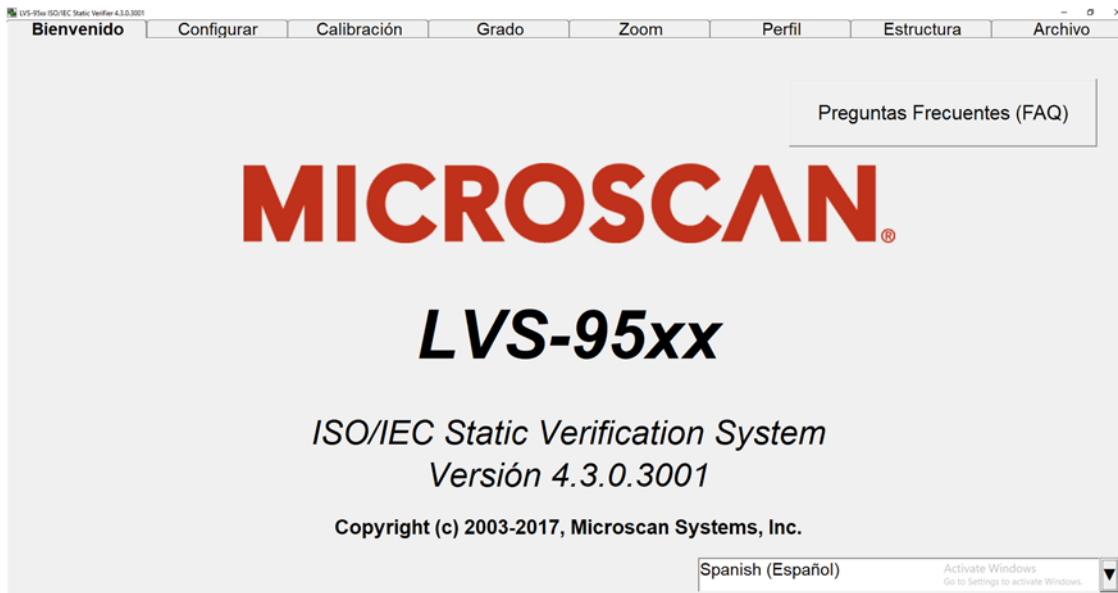 LVS-95xx ISO/IEC Static Verifier 4.3.0.3001
Bienvenido Configurar Calibración Grado Zoom Perfil Estructura Archivo
Preguntas Frecuentes (FAQ)
MICROSCAN®
LVS-95xx
ISO/IEC Static Verification System
Versión 4.3.0.3001
Copyright (c) 2003-2017, Microscan Systems, Inc.
Spanish (Español)
Activate Windows
Go to Settings to activate Windows.